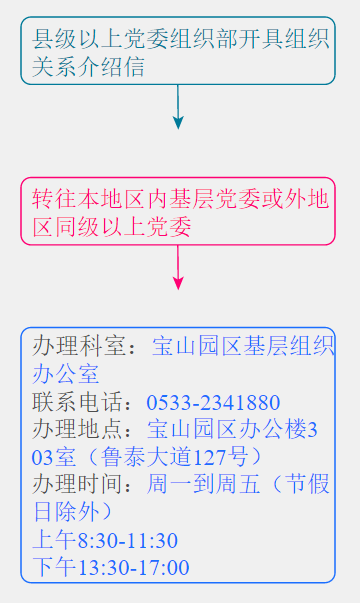 县级以上党委组织部开具组织
关系介绍信
转往本地区内基层党委或外地
区同级以上党委
办理科室：宝山园区基层组织
办公室
联系电话：0533-2341880
办理地点：宝山园区办公楼3
03室（鲁泰大道127号）
办理时间：周一到周五（节假
日除外）
上午8:30-11:30
下午13:30-17:00